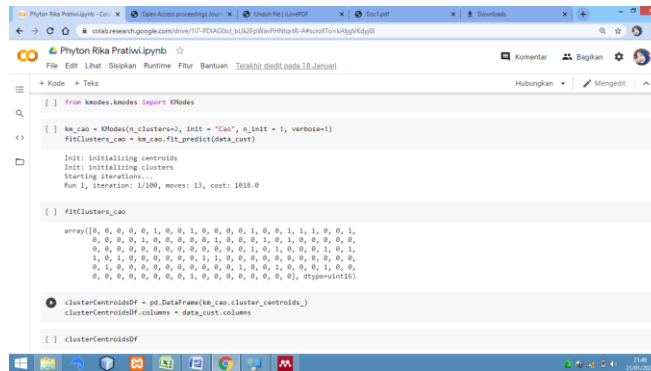 Phyton Rika Pratiwi.ipynb - Cola
Open Access proceedings Journ
Unduh File | iLovePDF
Doc1.pdf
Downloads
colab.research.google.com/drive/
Phyton Rika Pratiwi.ipynb
Komentar
Bagikan
File Edit Lihat Sisipkan Runtime Fitur Bantuan Terakhir diedit pada 18 Januari
+ Kode + Teks
Hubungkan
Mengedit
[ ] from kmodes.kmodes import KModes
[ ] km_cao = KModes(n_clusters=2, init = "Cao", n_init = 1, verbose=1)
fitClusters_cao = km_cao.fit_predict(data_cust)
Init: initializing centroids
Init: initializing clusters
Starting iterations...
Run 1, iteration: 1/100, moves: 13, cost: 1018.0
[ ] fitClusters_cao
array([0, 0, 0, 0, 0, 1, 0, 0, 1, 0, 0, 0, 0, 1, 0, 0, 1, 1, 1, 0, 0, 1,
0, 0, 0, 0, 1, 0, 0, 0, 0, 0, 1, 0, 0, 0, 1, 0, 1, 0, 0, 0, 0, 0,
0, 0, 0, 0, 0, 0, 0, 0, 0, 0, 0, 1, 0, 1, 0, 0, 0, 1, 0, 1,
1, 0, 1, 0, 0, 0, 0, 0, 0, 1, 1, 0, 0, 0, 0, 0, 0, 0, 0, 0, 0, 0,
0, 1, 0, 0, 0, 0, 0, 0, 0, 0, 0, 0, 1, 0, 0, 1, 0, 0, 0, 1, 0, 0,
0, 0, 0, 0, 0, 0, 0, 0, 1, 0, 0, 0, 0, 0, 0, 0, 0], dtype=uint16)
clusterCentroidsDf = pd.DataFrame(km_cao.cluster_centroids_)
clusterCentroidsDf.columns = data_cust.columns
[ ] clusterCentroidsDf
21:40